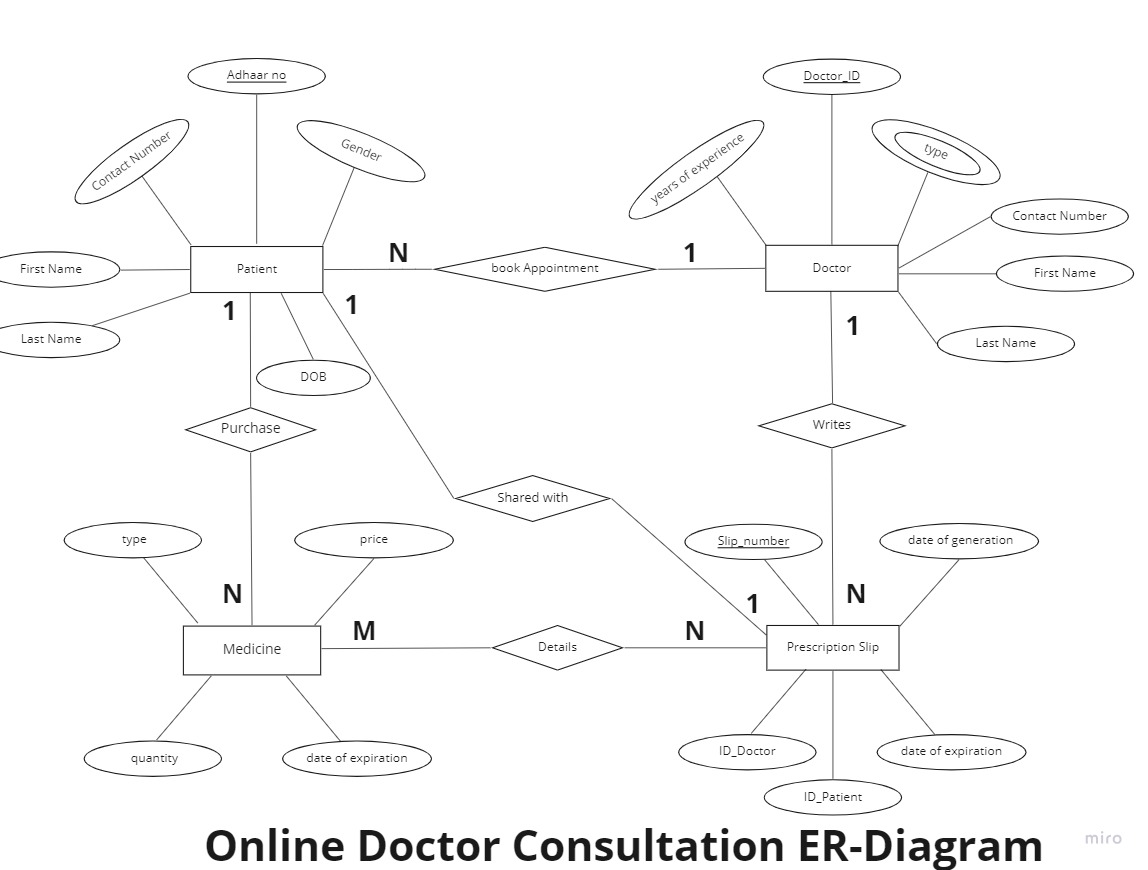 Adhaar no
Doctor_ID
Contact Number
Gender
years of experience
type
Contact Number
First Name
Patient
N
book Appointment
1
Doctor
First Name
Last Name
1
1
1
Last Name
DOB
Purchase
Writes
Shared with
type
price
Slip_number
date of generation
N
1
N
Medicine
M
Details
N
Prescription Slip
quantity
date of expiration
ID_Doctor
date of expiration
ID_Patient
Online Doctor Consultation ER-Diagram
miro